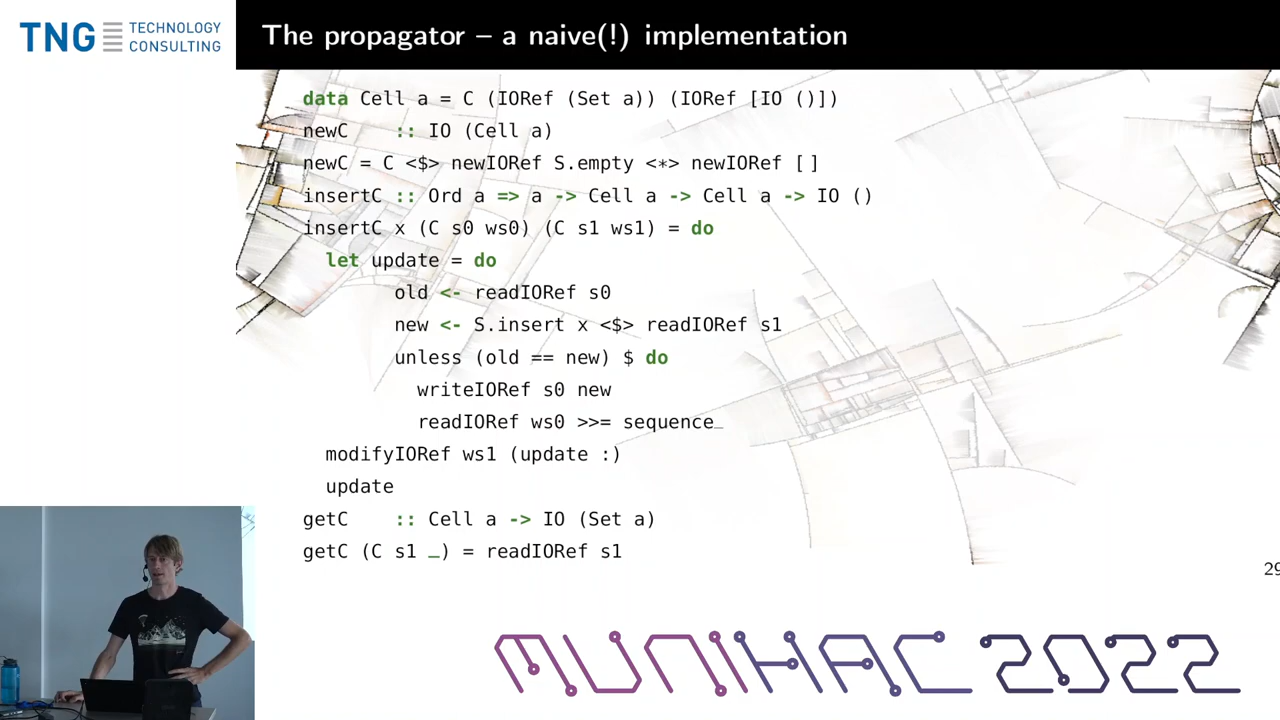 TNG TECHNOLOGY
CONSULTING
The propagator – a naive(!) implementation
data Cell a = C (IORef (Set a)) (IORef [IO ()])
newC :: IO (Cell a)
newC = C <$> newIORef S.empty <*> newIORef []
insertC :: Ord a => a -> Cell a -> Cell a -> IO ()
insertC x (C s0 ws0) (C s1 ws1) = do
let update = do
old <- readIORef s0
new <- S.insert x <$> readIORef s1
unless (old == new) $ do
writeIORef s0 new
readIORef ws0 >>= sequence_
modifyIORef ws1 (update :)
update
getC :: Cell a -> IO (Set a)
getC (C s1 _) = readIORef s1
29
MUNIHAC 2022